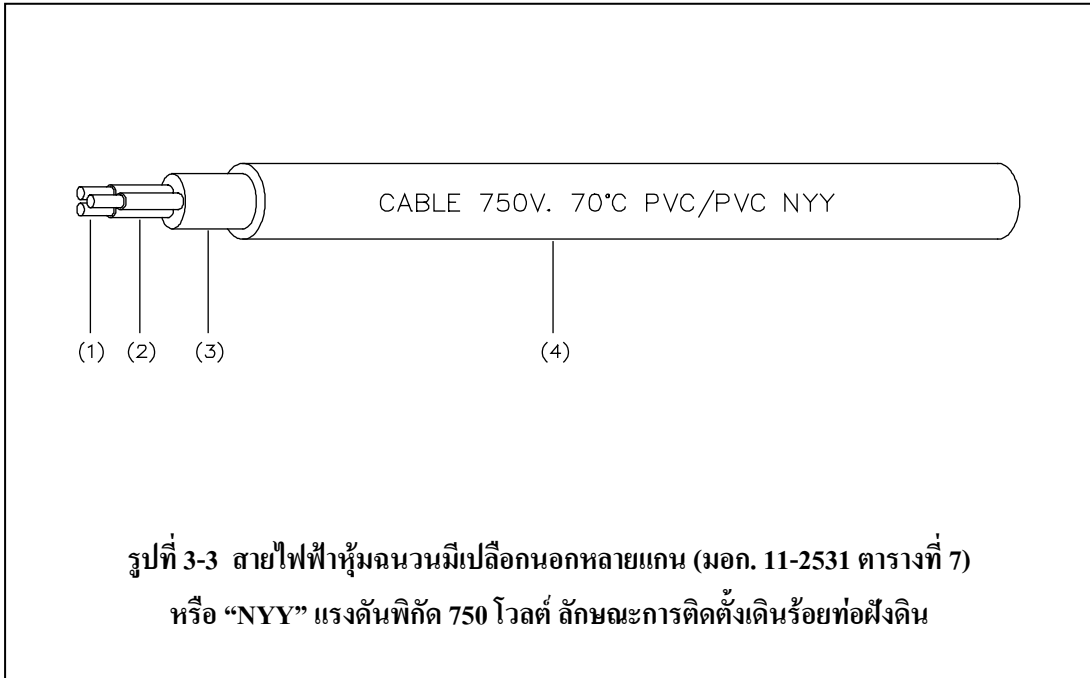 CABLE 750V. 70°C PVC/PVC NYY
(1) (2) (3) (4)
รูปที่ 3-3 สายไฟฟ้าหุ้มฉนวนมีเปลือกนอกหลายแกน (มอก. 11-2531 ตารางที่ 7)
หรือ “NYY” แรงดันพิกัด 750 โวลต์ ลักษณะการติดตั้งเดินร้อยท่อฝังดิน